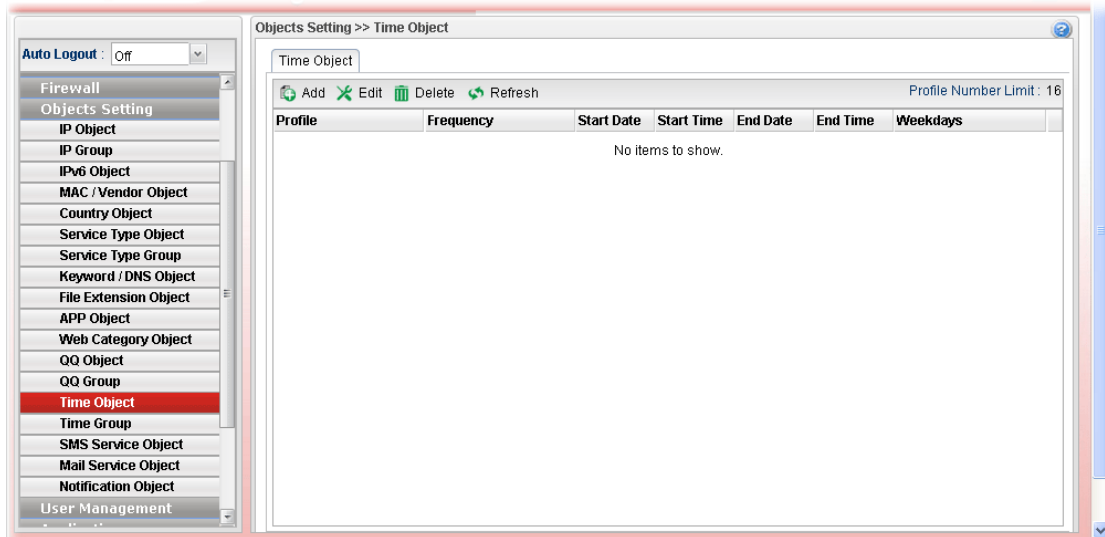 Objects Setting >> Time Object
Auto Logout : Off
Firewall
Objects Setting
IP Object
IP Group
IPv6 Object
MAC / Vendor Object
Country Object
Service Type Object
Service Type Group
Keyword / DNS Object
File Extension Object
APP Object
Web Category Object
QQ Object
QQ Group
Time Object
Time Group
SMS Service Object
Mail Service Object
Notification Object
User Management
Time Object
Add Edit Delete Refresh Profile Number Limit : 16
Profile Frequency Start Date Start Time End Date End Time Weekdays
No items to show.